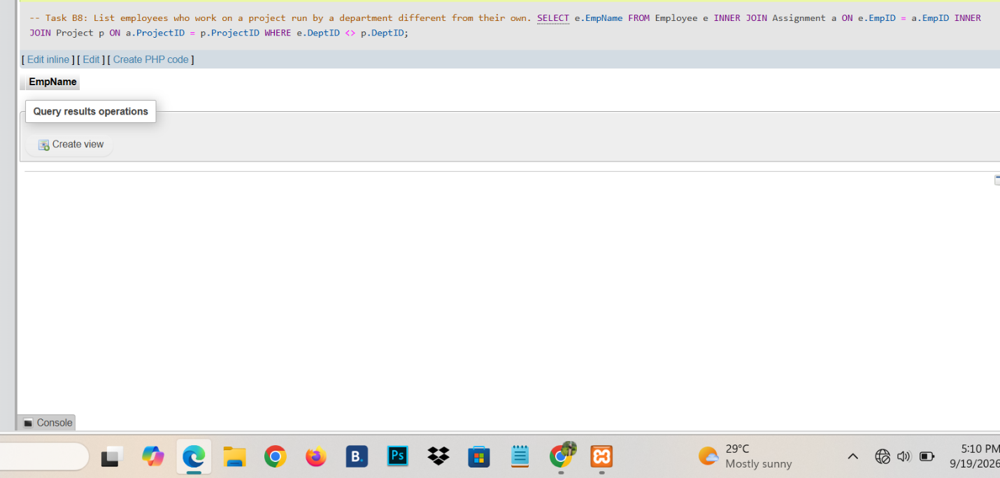 -- Task B8: List employees who work on a project run by a department different from their own. SELECT e.EmpName FROM Employee e INNER JOIN Assignment a ON e.EmpID = a.EmpID INNER
JOIN Project p ON a.ProjectID = p.ProjectID WHERE e.DeptID <> p.DeptID;
[ Edit inline ] [ Edit ] [ Create PHP code ]
EmpName
Query results operations
Create view
Console
B.
Ps
29°C
Mostly sunny
5:10 PM
9/19/2026